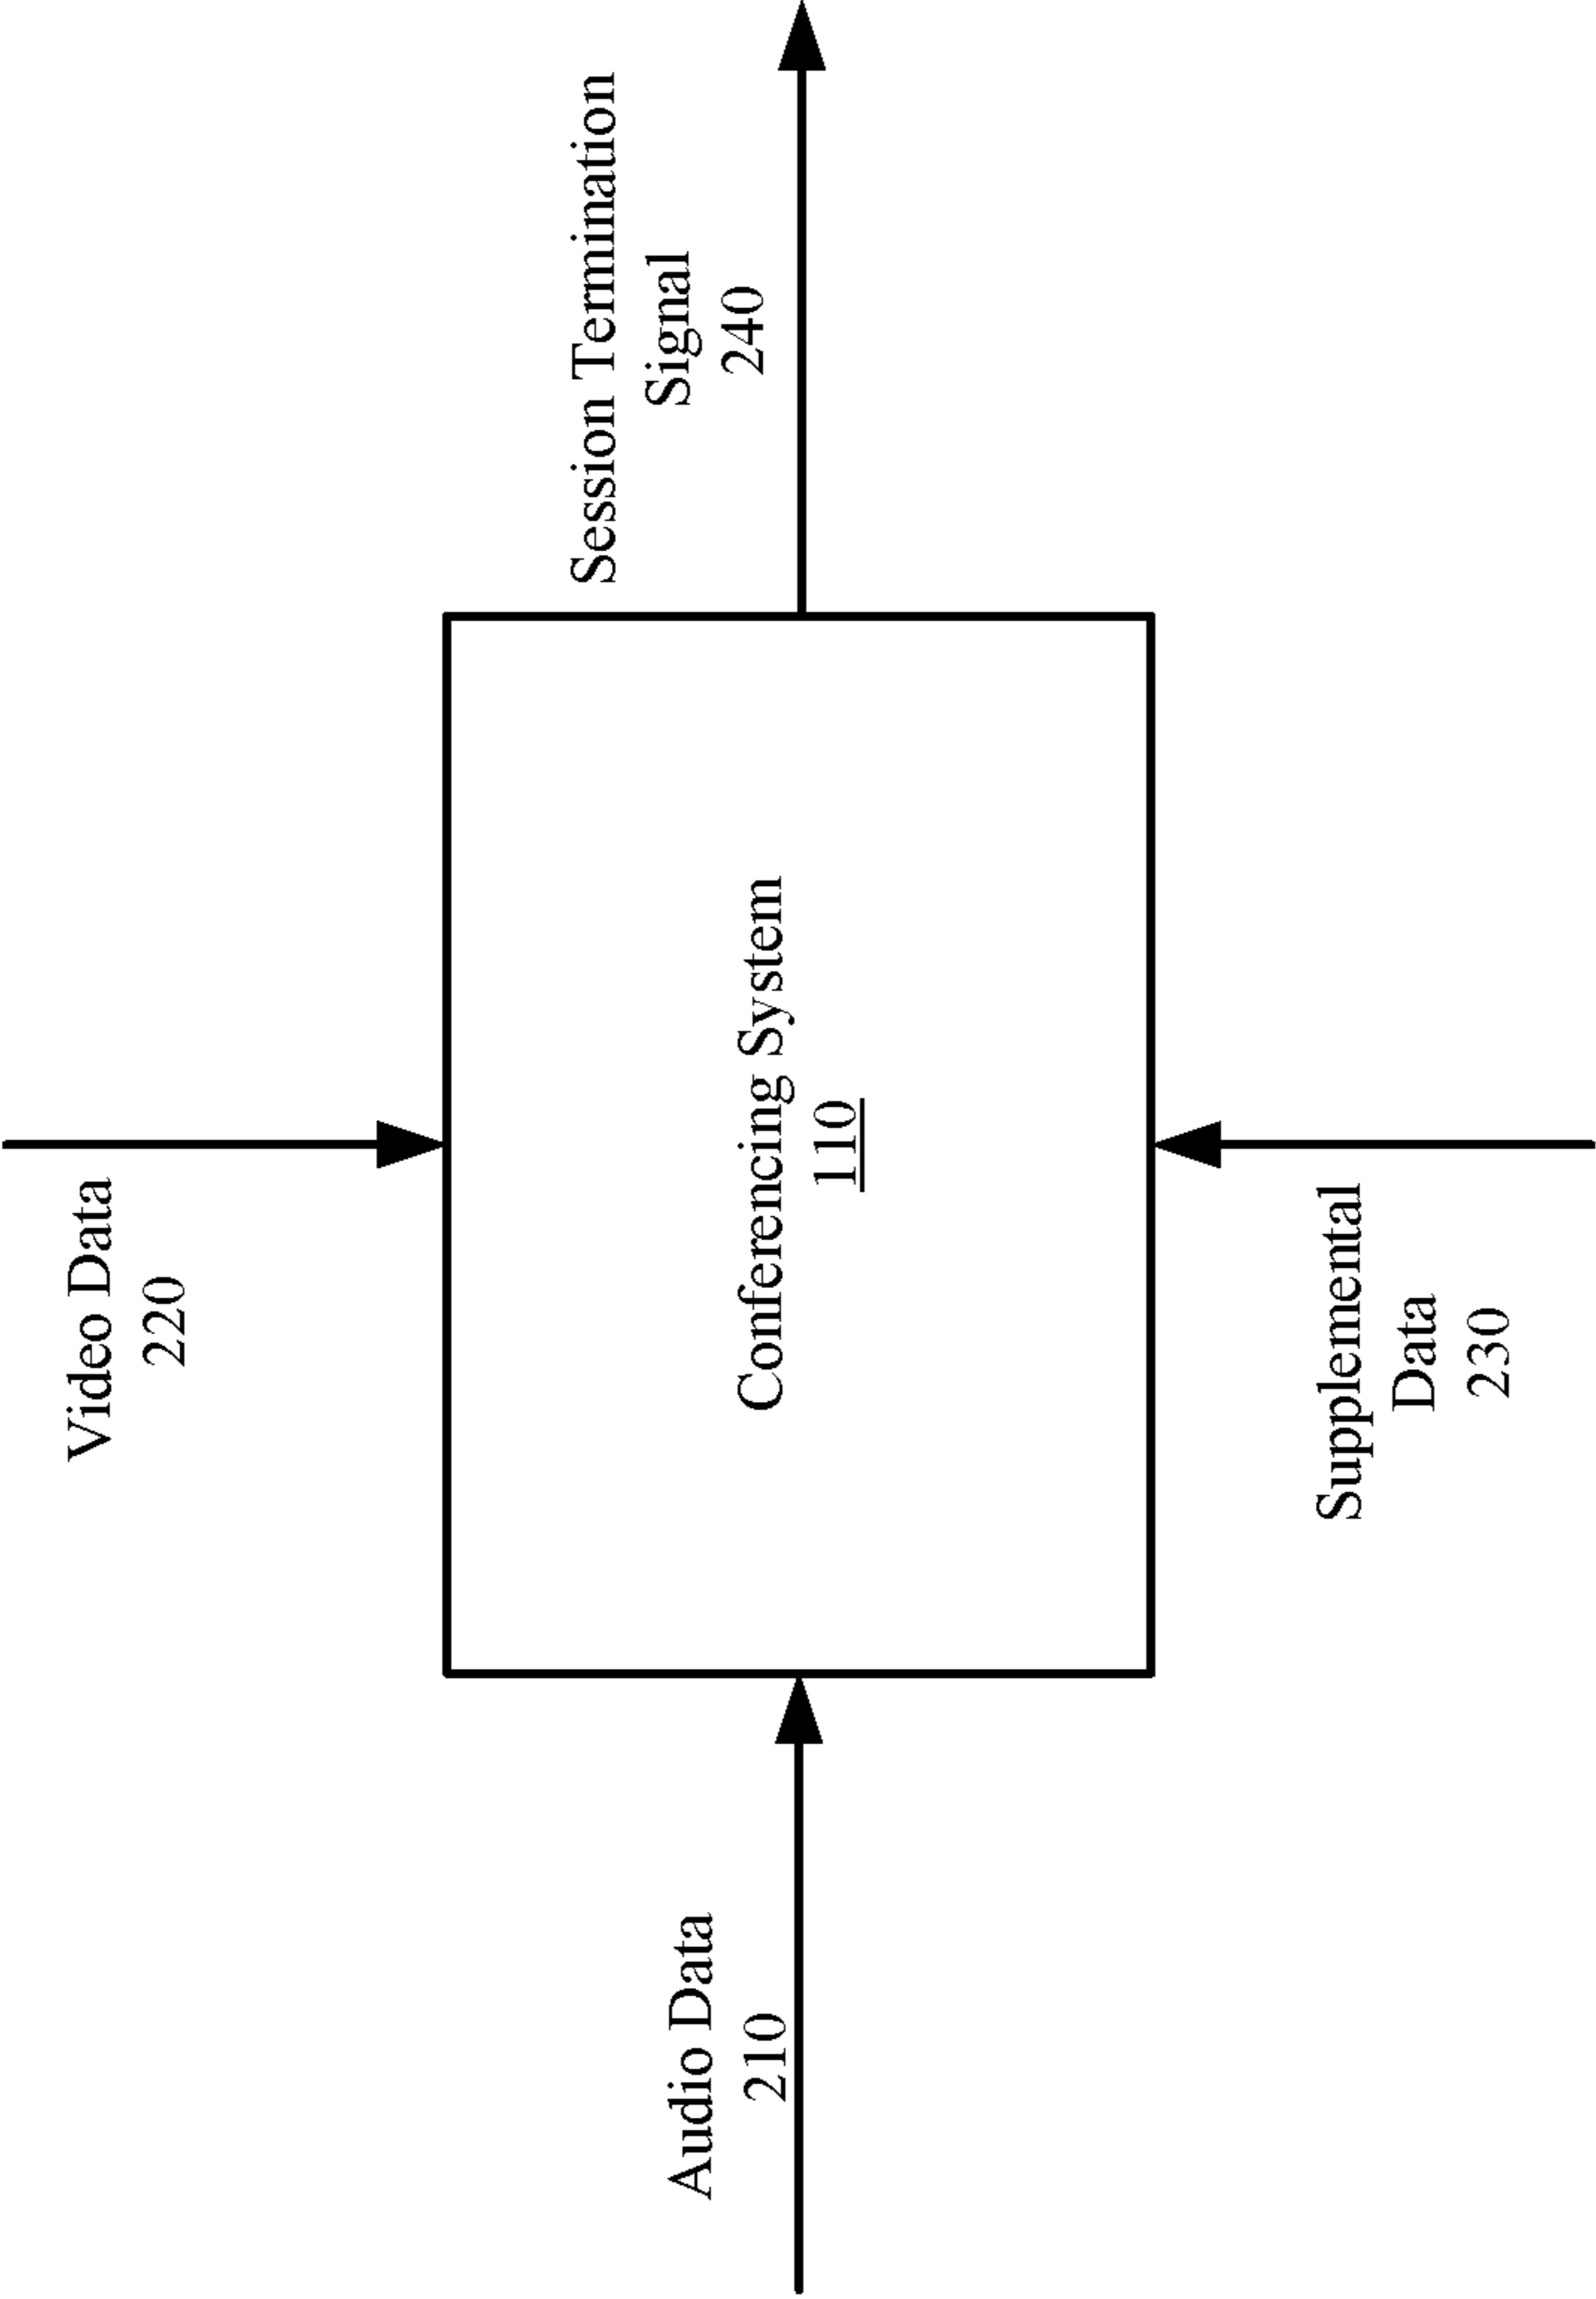 Video Data
220
Audio Data
210
Conferencing System
110
Session Termination
Signal
240
Supplemental
Data
230